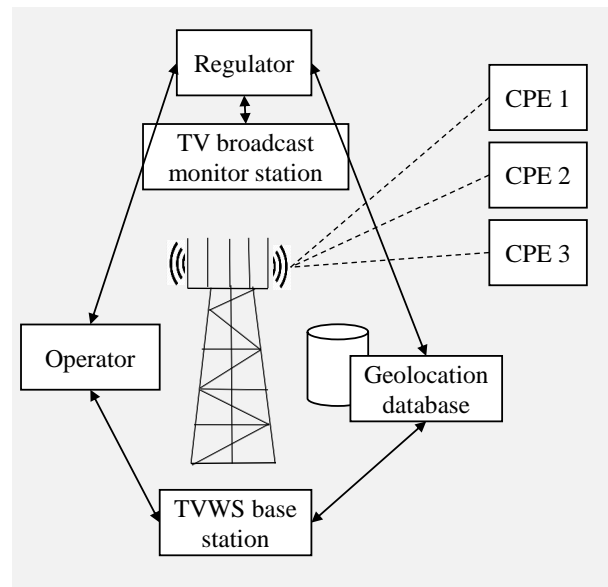 Regulator
TV broadcast
monitor station
CPE 1
CPE 2
CPE 3
Operator
Geolocation
database
TVWS base
station